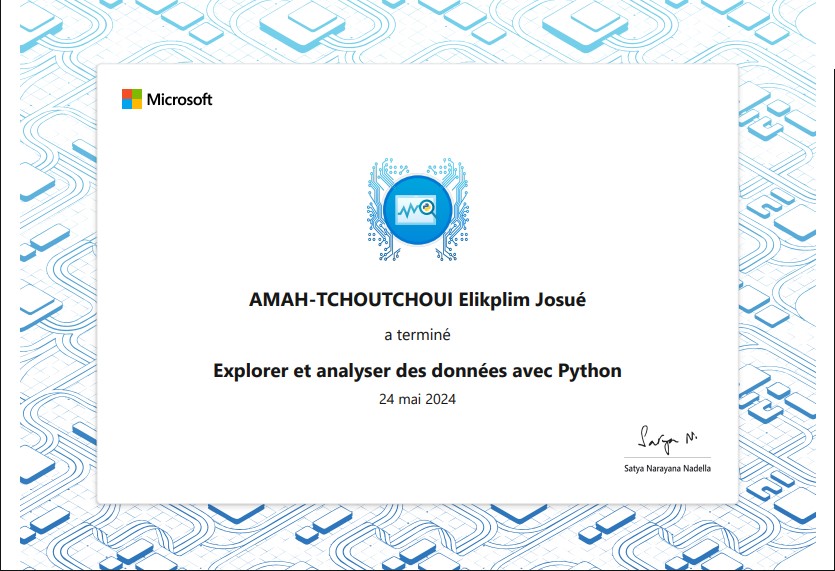 Microsoft
AMAH-TCHOUTCHOUI Elikplim Josué
a terminé
Explorer et analyser des données avec Python
24 mai 2024
Satya N.
Satya Narayana Nadella